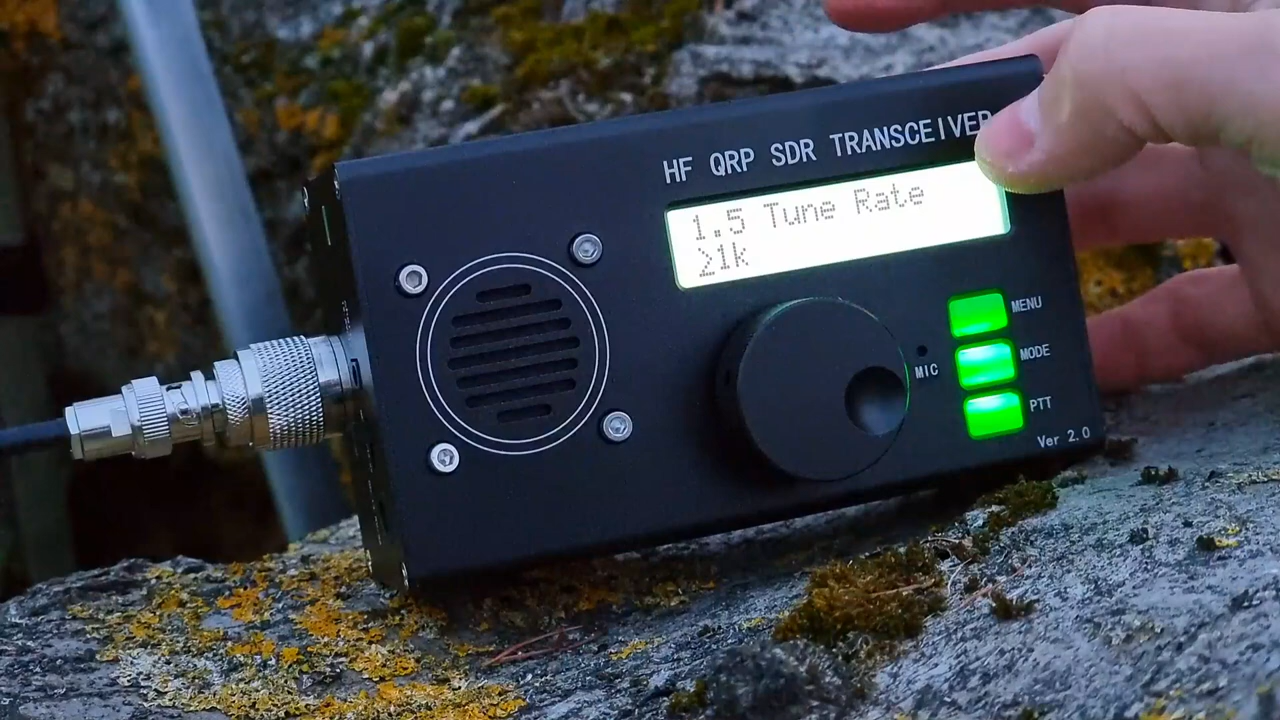 HF QRP SDR TRANSCEIVER
1.5 Tune Rate
≥1k
MENU
MODE
MIC
PTT
Ver 2.0